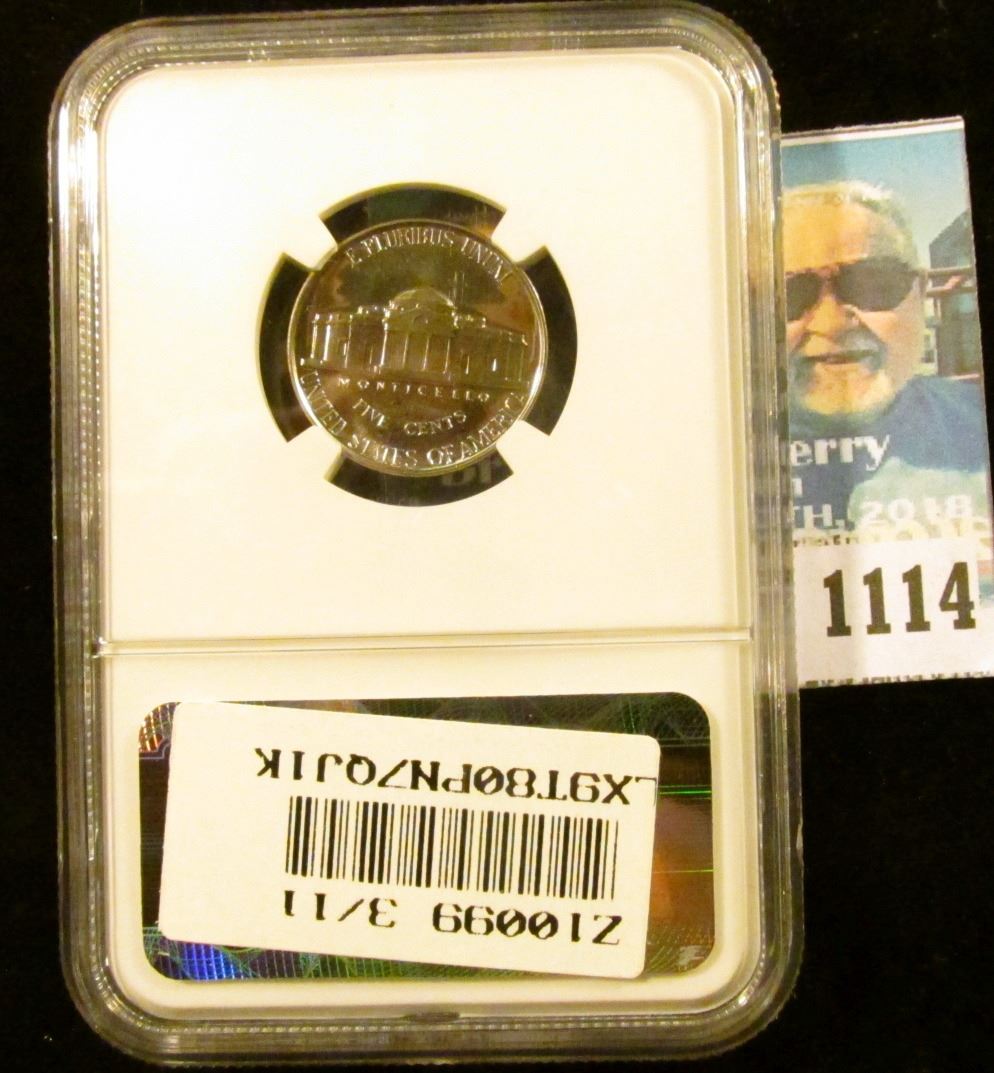 E PLURIBUS UNUM
MONTICELLO
FIVE CENTS
UNITED STATES OF AMERICA
erry
TH, 2018
1114
Z10099 3/11
LX9T80PN7QJ1K